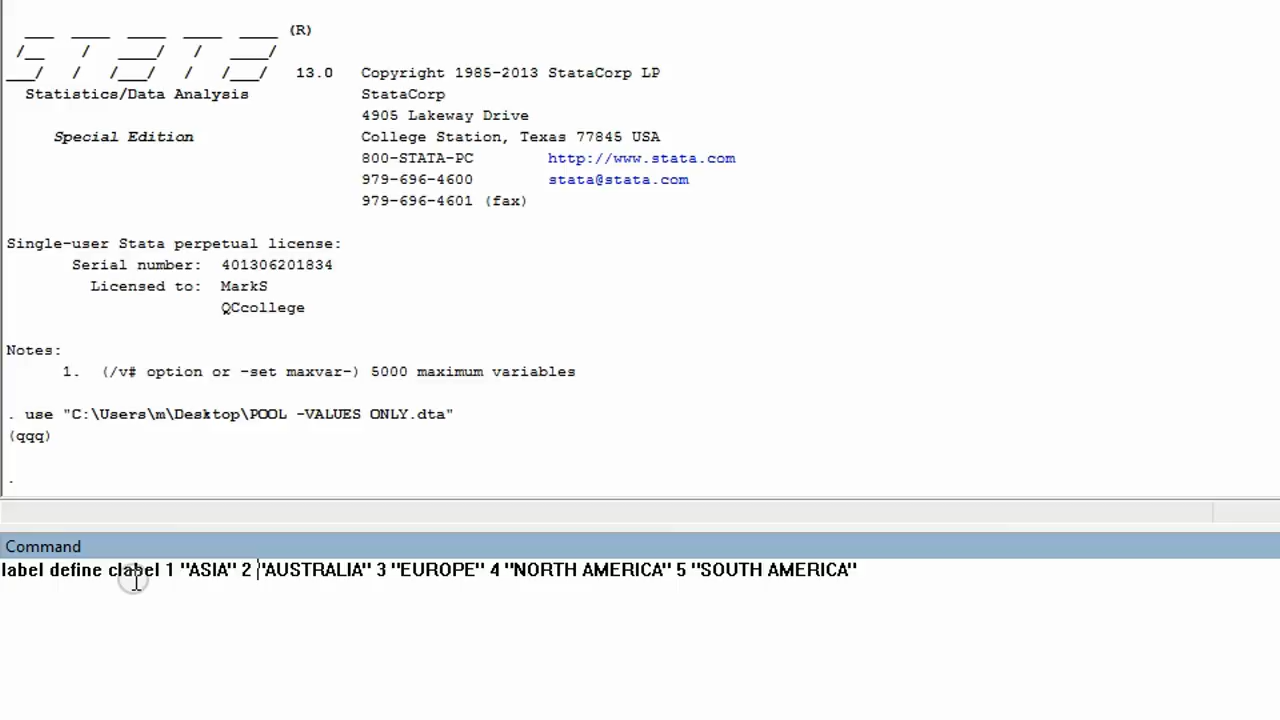 (R)
STATA 13.0 Copyright 1985-2013 StataCorp LP
Statistics/Data Analysis StataCorp
4905 Lakeway Drive
Special Edition College Station, Texas 77845 USA
800-STATA-PC http://www.stata.com
979-696-4600 stata@stata.com
979-696-4601 (fax)
Single-user Stata perpetual license:
Serial number: 401306201834
Licensed to: MarkS
QCcollege
Notes:
1. (/v# option or -set maxvar-) 5000 maximum variables
. use "C:\Users\m\Desktop\POOL -VALUES ONLY.dta"
(qqq)
.
Command
label define clabel 1 "ASIA" 2 "AUSTRALIA" 3 "EUROPE" 4 "NORTH AMERICA" 5 "SOUTH AMERICA"